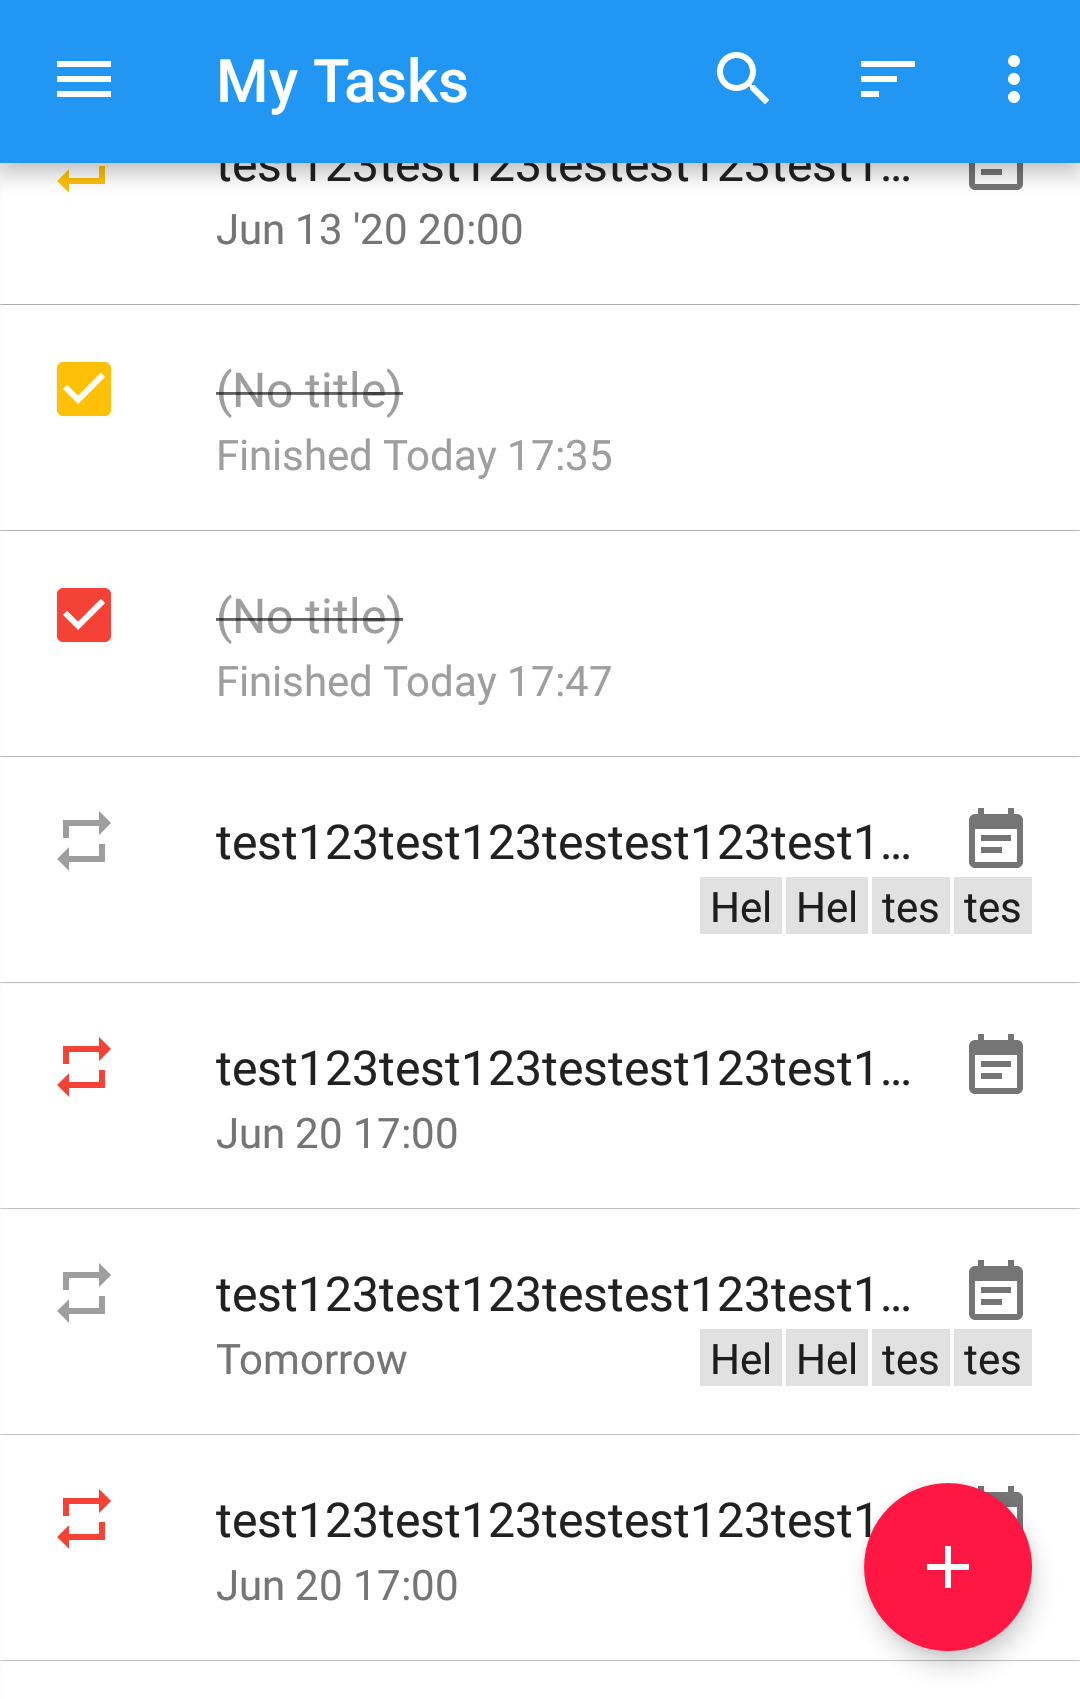 My Tasks
test123test123testest123test1...
Jun 13 '20 20:00
(No title)
Finished Today 17:35
(No title)
Finished Today 17:47
test123test123testest123test1...
Hel Hel tes tes
test123test123testest123test1...
Jun 20 17:00
test123test123testest123test1...
Tomorrow Hel Hel tes tes
test123test123testest123test1
Jun 20 17:00